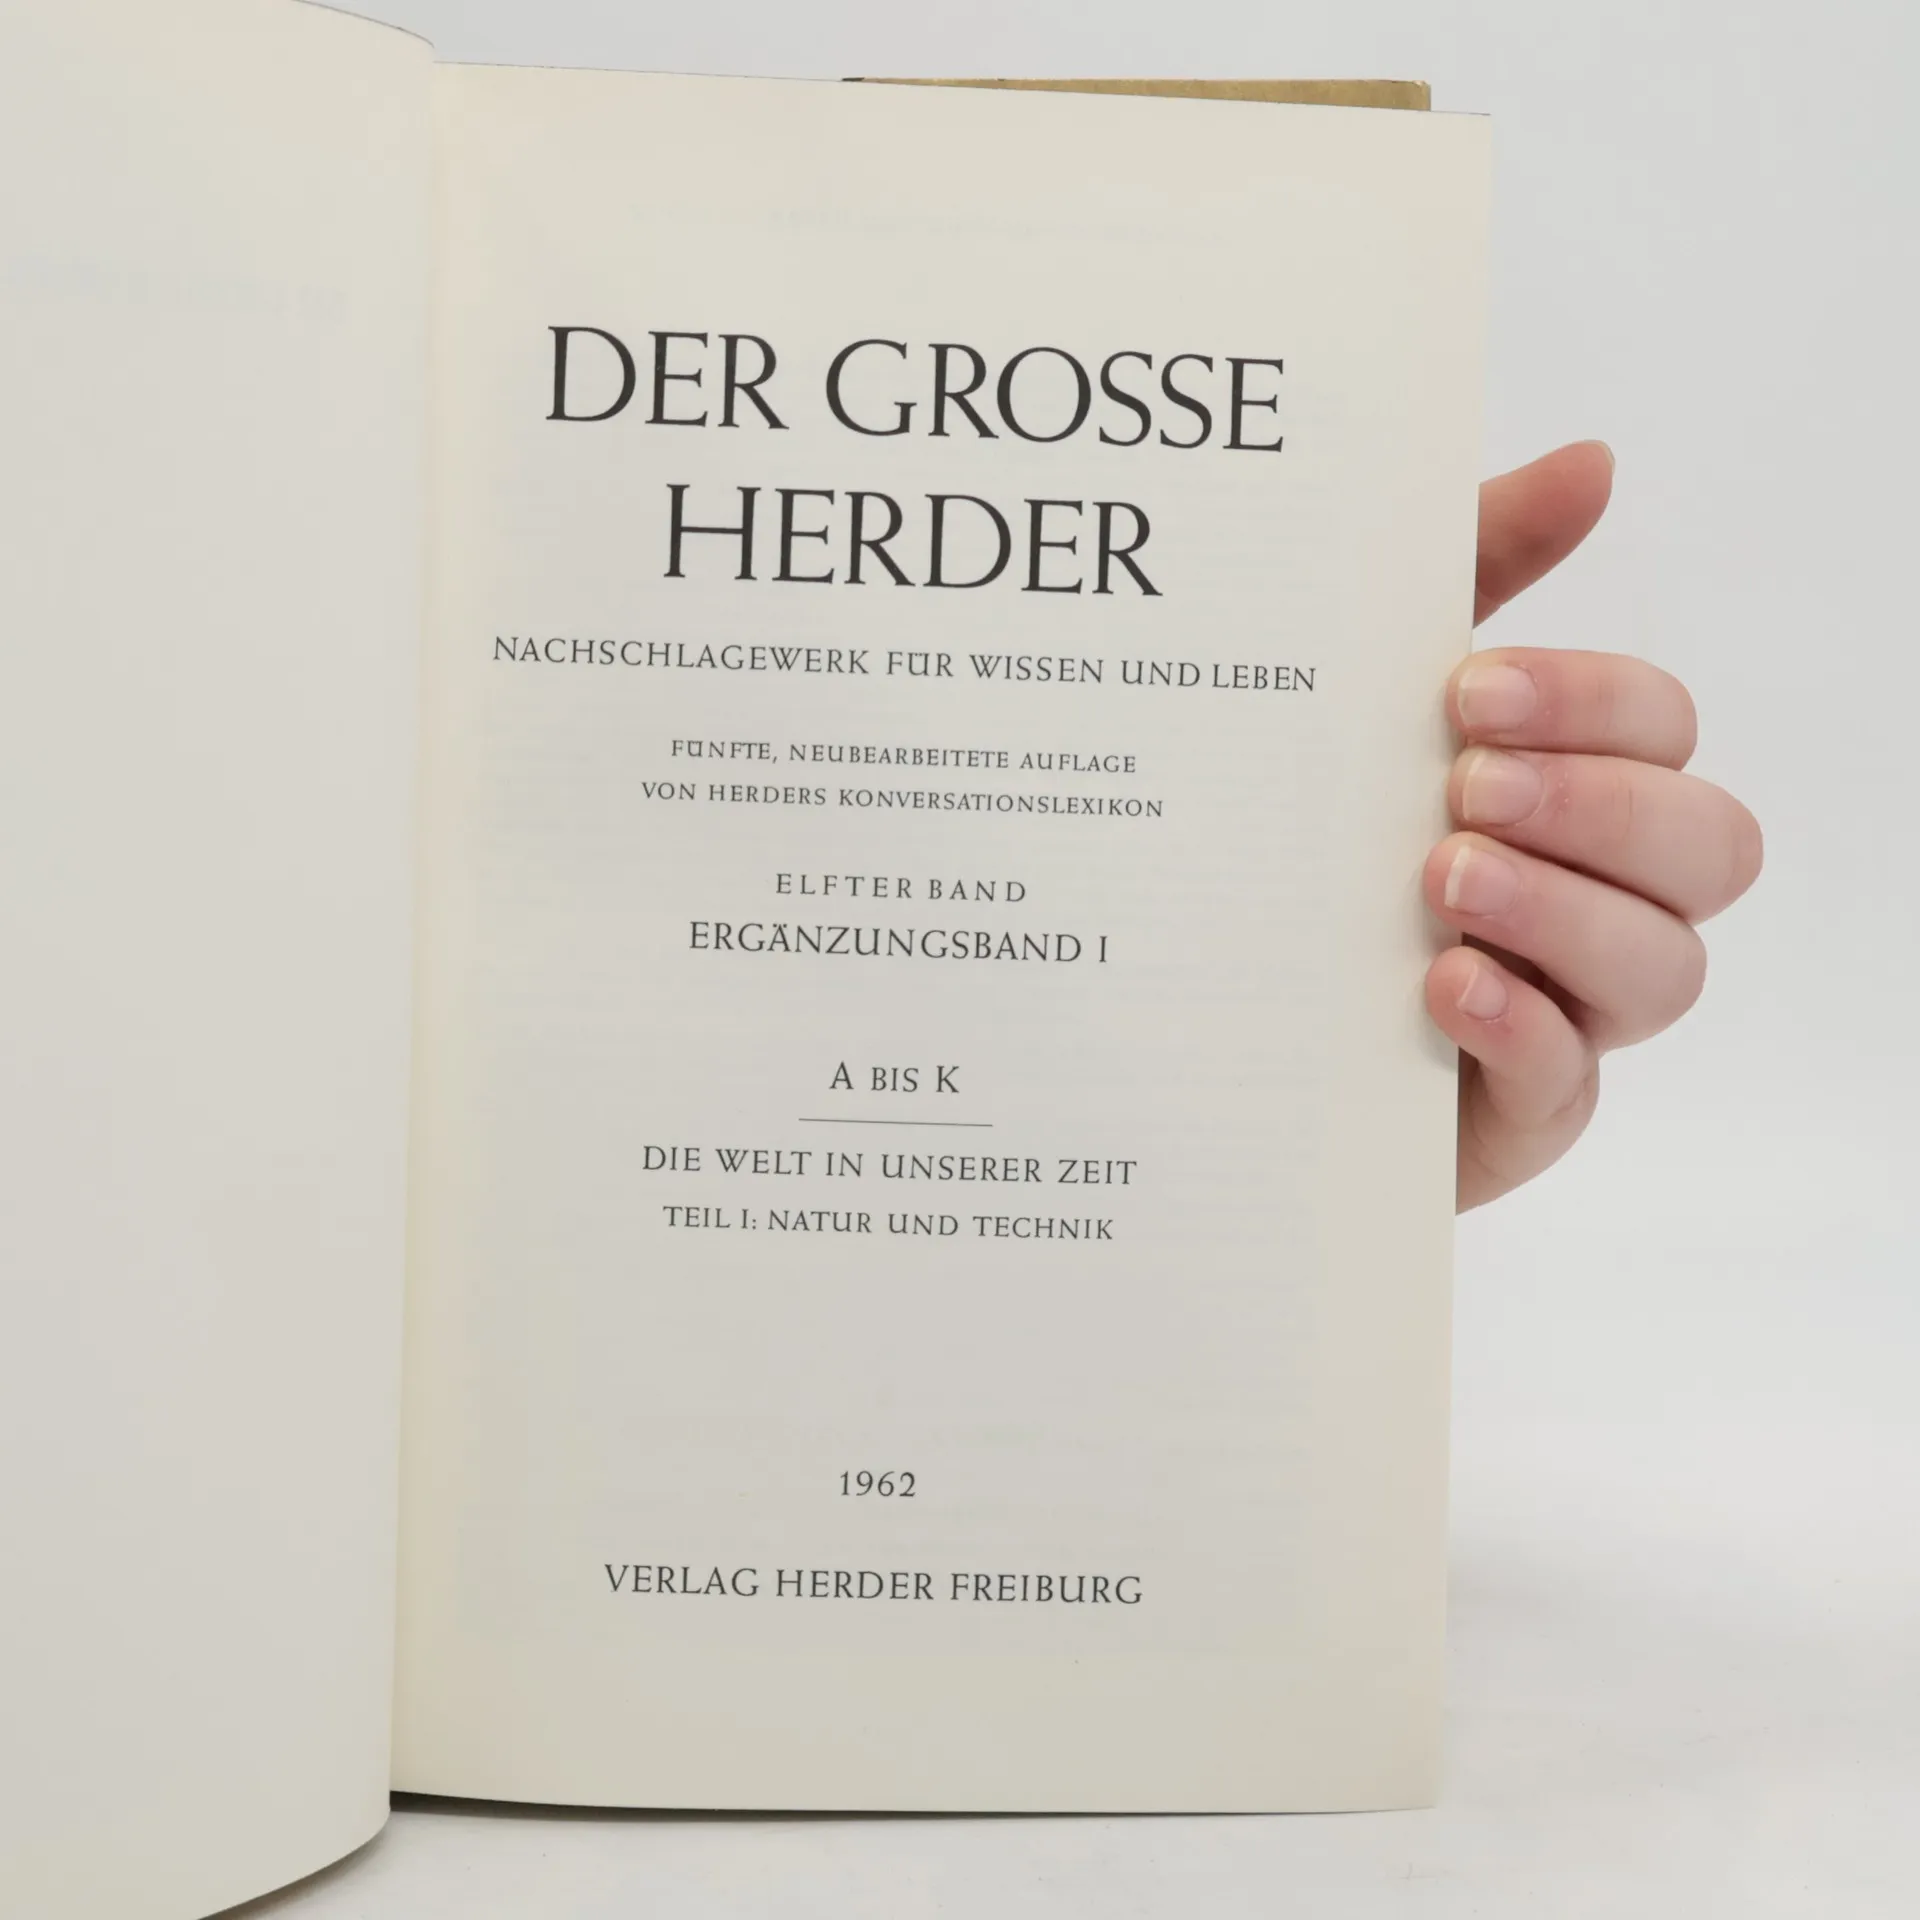 DER GROSSE
HERDER
NACHSCHLAGEWERK FÜR WISSEN UND LEBEN
FÜNFTE, NEUBEARBEITETE AUFLAGE
VON HERDERS KONVERSATIONSLEXIKON
ELFTER BAND
ERGÄNZUNGSBAND I
A BIS K
DIE WELT IN UNSERER ZEIT
TEIL I: NATUR UND TECHNIK
1962
VERLAG HERDER FREIBURG